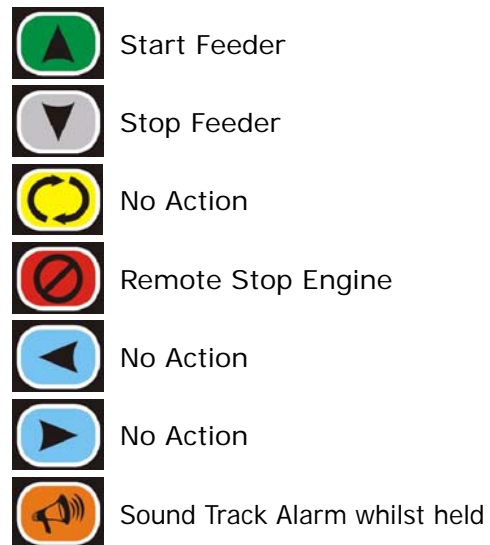 Start Feeder
Stop Feeder
No Action
Remote Stop Engine
No Action
No Action
Sound Track Alarm whilst held